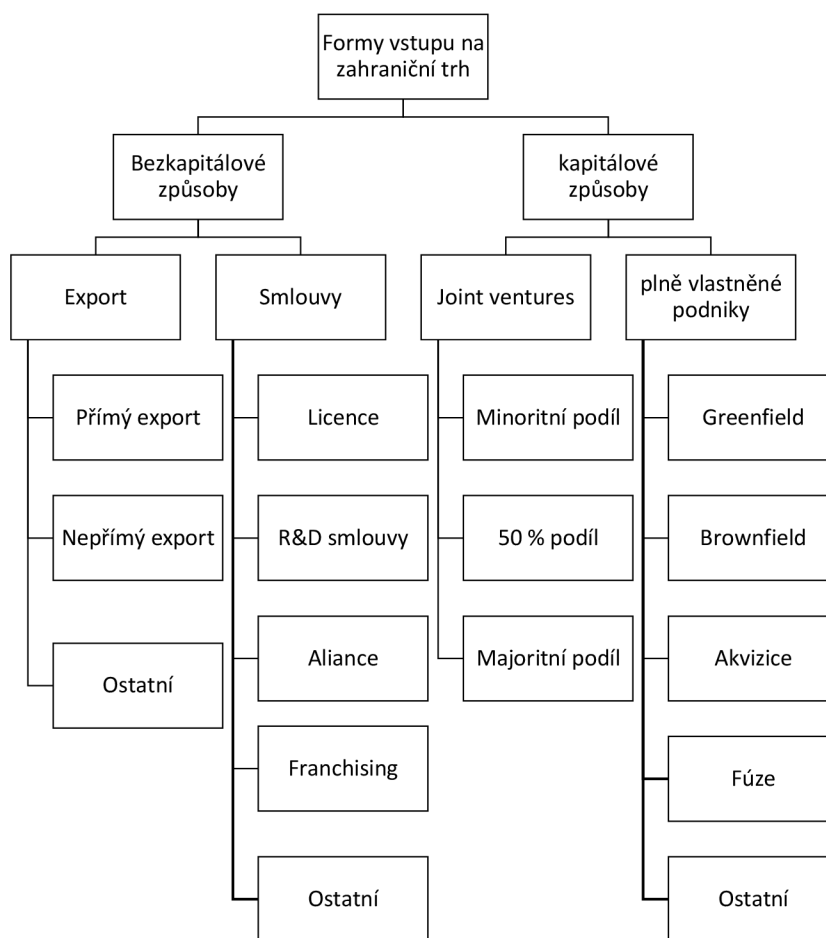 Formy vstupu na
zahraniční trh
Bezkapitálové
způsoby
kapitálové
způsoby
Export
Smlouvy
Joint ventures
plně vlastněné
podniky
Přímý export
Licence
Minoritní podíl
Greenfield
Nepřímý export
R&D smlouvy
50 % podíl
Brownfield
Ostatní
Aliance
Majoritní podíl
Akvizice
Franchising
Fúze
Ostatní
Ostatní